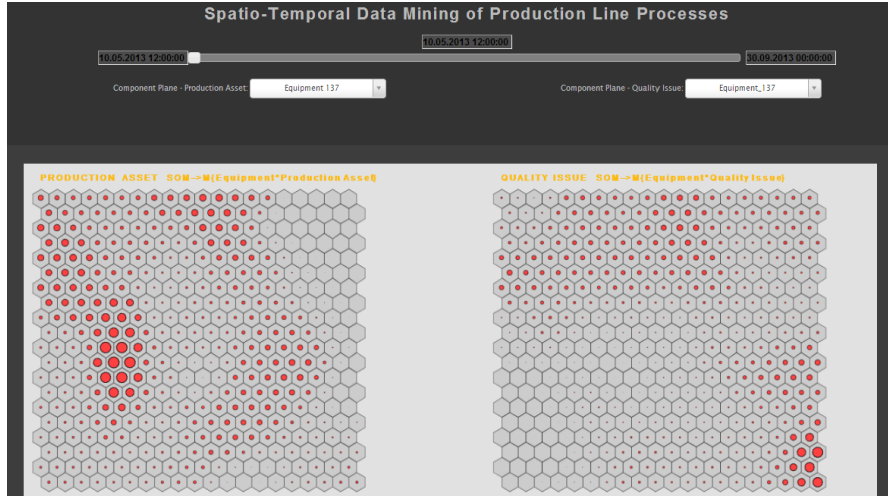 Spatio-Temporal Data Mining of Production Line Processes
10.05.2013 12:00:00
10.05.2013 12:00:00
30.09.2013 00:00:00
Component Plane - Production Asset:
Equipment 137
Component Plane - Quality Issue:
Equipment_137
PRODUCTION ASSET SOM->M(Equipment*Production Asset)
QUALITY ISSUE SOM->M(Equipment*Quality Issue)